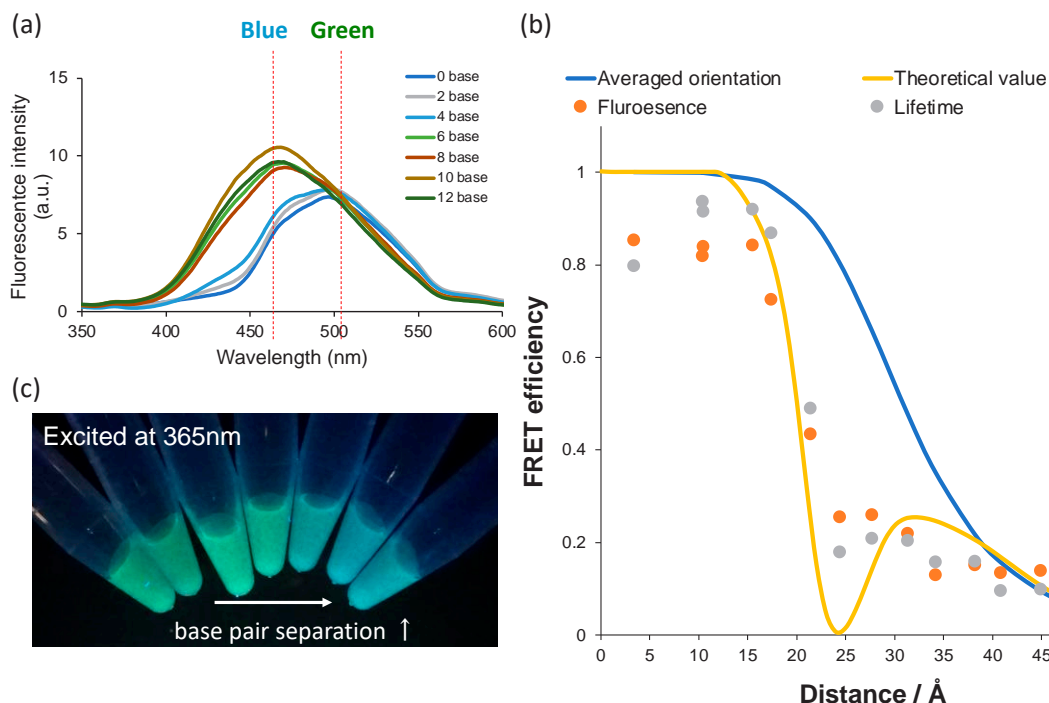 (a)
Blue
Green
15
10
5
0
Fluorescentce intensity
(a.u.)
350
400
450
500
550
600
Wavelength (nm)
0 base
2 base
4 base
6 base
8 base
10 base
12 base
(b)
Averaged orientation
Theoretical value
Fluroesence
Lifetime
1
0.8
0.6
0.4
0.2
0
FRET efficiency
0
5
10
15
20
25
30
35
40
45
Distance / Å
(c)
Excited at 365nm
base pair separation ↑